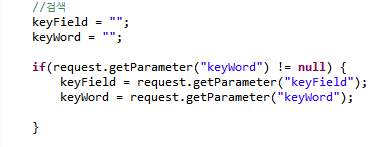 //검색
keyField = "";
keyWord = "";
if(request.getParameter("keyWord") != null) {
keyField = request.getParameter("keyField");
keyWord = request.getParameter("keyWord");
}